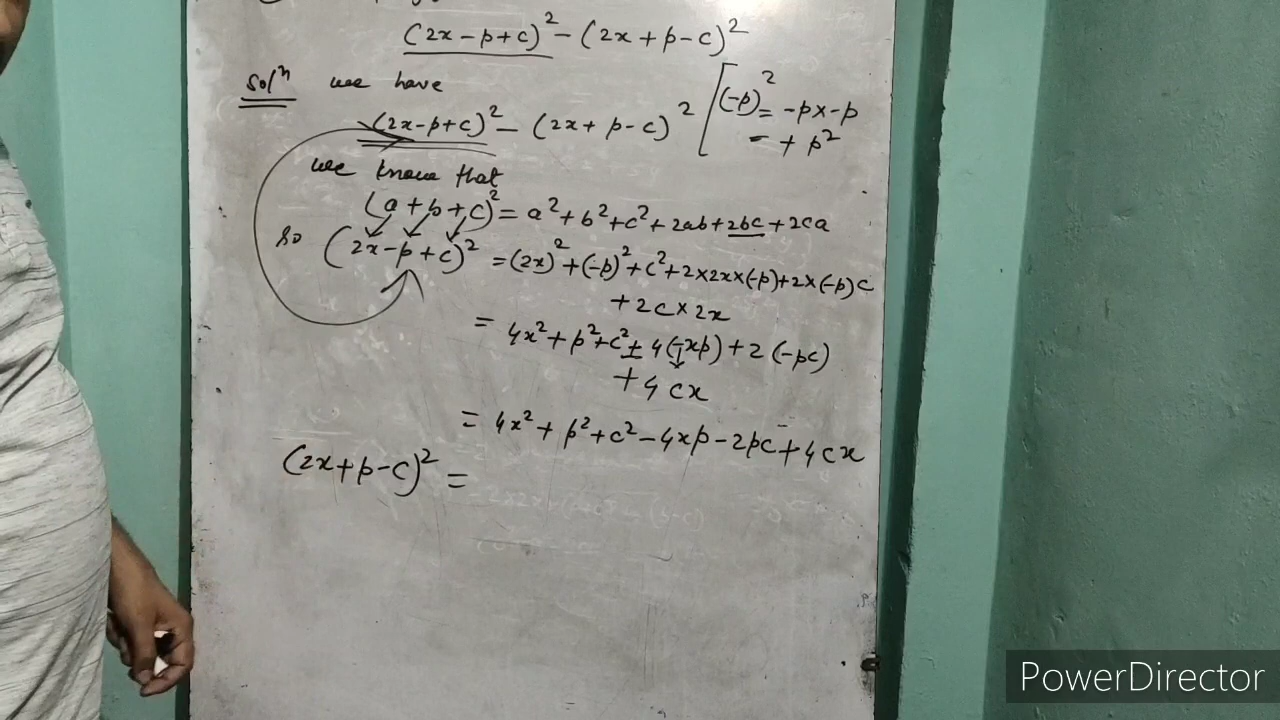 (2x-p+c)² - (2x+p-c)²
Solⁿ we have
(2x-p+c)² - (2x+p-c)² [(-p)² = -p×-p
= +p²
we know that
(a+b+c)² = a²+b²+c²+2ab+2bc+2ca
So (2x-p+c)² = (2x)²+(-p)²+c²+2×2x×(-p)+2×(-p)c
+2c×2x
= 4x²+p²+c²+4(-xp)+2(-pc)
+4cx
= 4x²+p²+c²-4xp-2pc+4cx
(2x+p-c)² =
PowerDirector